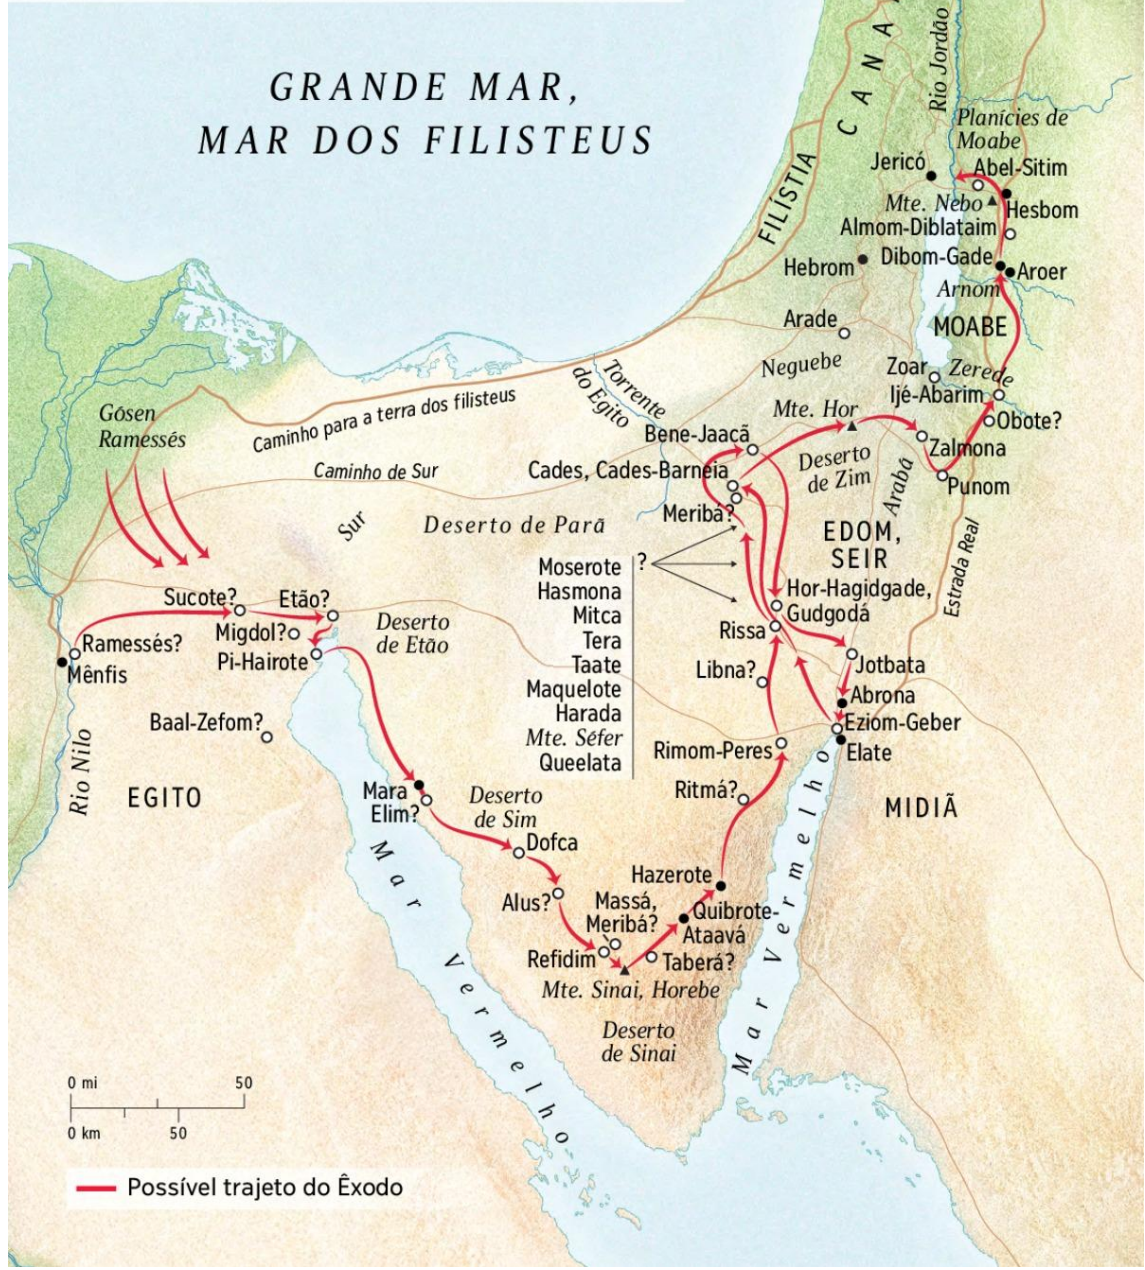 GRANDE MAR,
MAR DOS FILISTEUS
CANA
Rio Jordão
FILÍSTIA
Planícies de
Moabe
Jericó
Abel-Sitim
Mte. Nebo
Hesbom
Almom-Diblataim
Hebrom
Dibom-Gade
Aroer
Arnom
Arade
MOABE
Neguebe
Zoar
Zerede
Ijé-Abarim
Torrente
do Egito
Mte. Hor
Obote?
Gósen
Ramessés
Caminho para a terra dos filisteus
Bene-Jaacã
Zalmona
Caminho de Sur
Cades, Cades-Barneia
Deserto
de Zim
Arabá
Punom
Meribá?
Sur
Deserto de Parã
EDOM,
SEIR
Estrada Real
Moserote
?
Hasmona
Mitca
Tera
Taate
Maquelote
Harada
Mte. Séfer
Queelata
Hor-Hagidgade,
Gudgodá
Sucote?
Etão?
Migdol?
Deserto
de Etão
Rissa
Ramessés?
Pi-Hairote
Mênfis
Libna?
Jotbata
Abrona
Baal-Zefom?
Eziom-Geber
Elate
Rimom-Peres
Rio Nilo
EGITO
Mara
Elim?
Deserto
de Sim
Ritmá?
MIDIÃ
Dofca
Mar Vermelho
Hazerote
Alus?
Massá,
Meribá?
Quibrote-
Ataavá
Refidim
Taberá?
Mte. Sinai, Horebe
Mar Vermelho
Deserto
de Sinai
0 mi 50
0 km 50
Possível trajeto do Êxodo